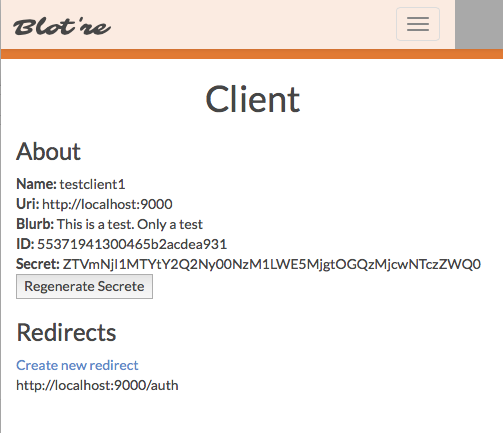 Blot're
Client
About
Name: testclient1
Uri: http://localhost:9000
Blurb: This is a test. Only a test
ID: 55371941300465b2acdea931
Secret: ZTVmNjI1MTYtY2Q2Ny00NzM1LWE5MjgtOGQzMjcwNTczZWQ0
Regenerate Secrete
Redirects
Create new redirect
http://localhost:9000/auth